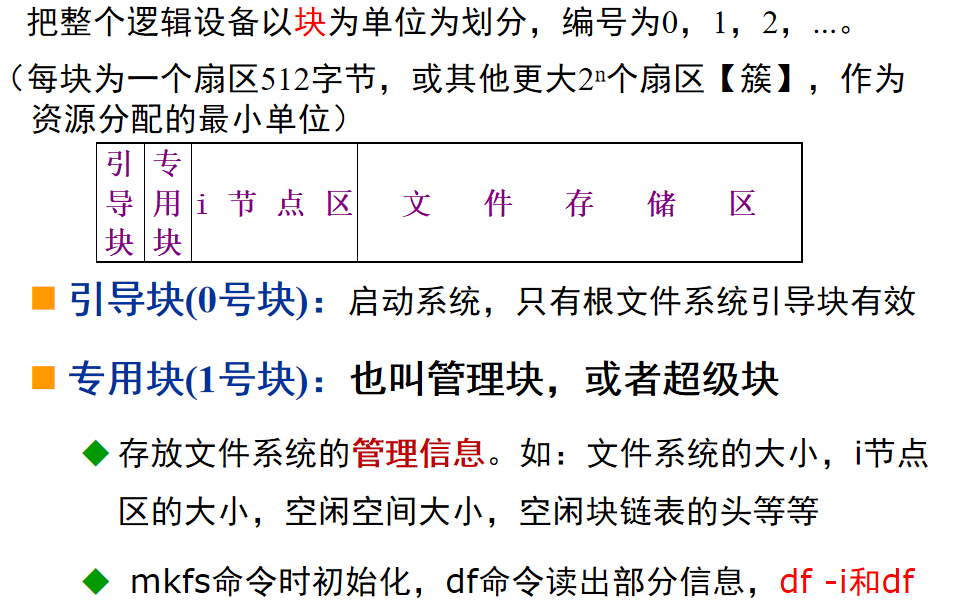 把整个逻辑设备以块为单位为划分，编号为0，1，2，...。
（每块为一个扇区512字节，或其他更大2ⁿ个扇区【簇】，作为
资源分配的最小单位）
引导块 专用块 i 节 点 区 文 件 存 储 区
引导块(0号块)：启动系统，只有根文件系统引导块有效
专用块(1号块)：也叫管理块，或者超级块
存放文件系统的管理信息。如：文件系统的大小，i节点
区的大小，空闲空间大小，空闲块链表的头等等
mkfs命令时初始化，df命令读出部分信息，df -i和df